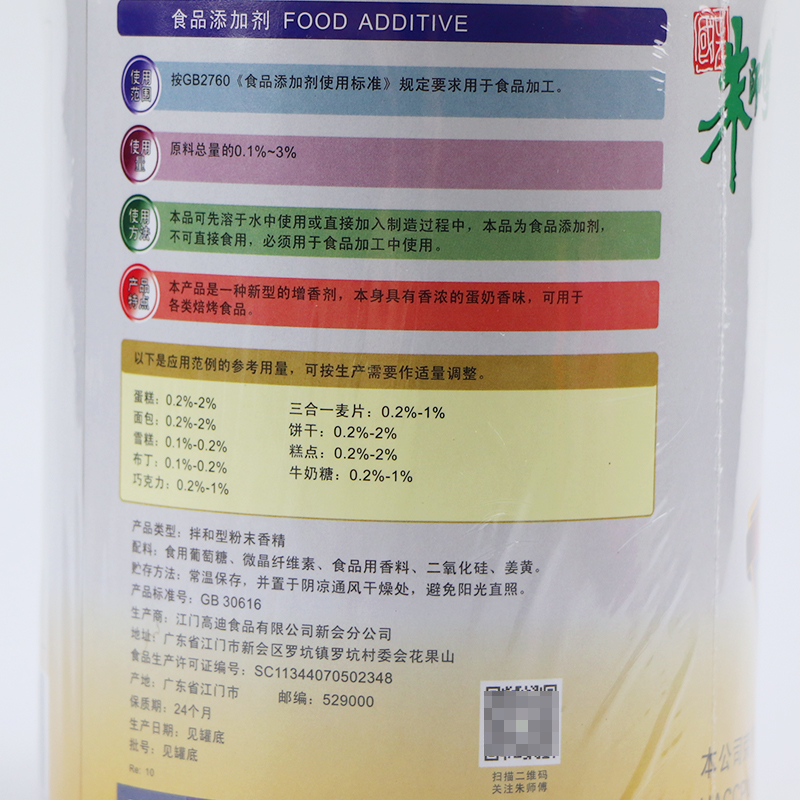 食品添加剂 FOOD ADDITIVE
使用
范围
按GB2760《食品添加剂使用标准》规定要求用于食品加工。
使用
量
原料总量的0.1%~3%
使用
方法
本品可先溶于水中使用或直接加入制造过程中，本品为食品添加剂，
不可直接食用，必须用于食品加工中使用。
产品
特点
本产品是一种新型的增香剂，本身具有香浓的蛋奶香味，可用于
各类焙烤食品。
以下是应用范例的参考用量，可按生产需要作适量调整。
蛋糕：0.2%-2%
面包：0.2%-2%
雪糕：0.1%-0.2%
布丁：0.1%-0.2%
巧克力：0.2%-1%
三合一麦片：0.2%-1%
饼干：0.2%-2%
糕点：0.2%-2%
牛奶糖：0.2%-1%
产品类型：拌和型粉末香精
配料：食用葡萄糖、微晶纤维素、食品用香料、二氧化硅、姜黄。
贮存方法：常温保存，并置于阴凉通风干燥处，避免阳光直照。
产品标准号：GB 30616
生产商：江门高迪食品有限公司新会分公司
地址：广东省江门市新会区罗坑镇罗坑村委会花果山
食品生产许可证编号：SC11344070502348
产地：广东省江门市 邮编：529000
保质期：24个月
生产日期：见罐底
批号：见罐底
Re: 10
扫描二维码
关注朱师傅
朱师
本公司